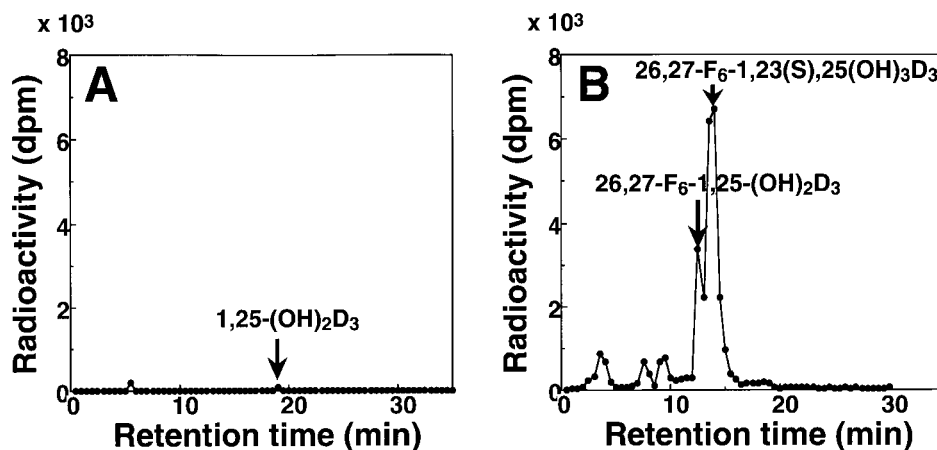 x 10³
A
8
6
4
2
0
Radioactivity (dpm)
1,25-(OH)₂D₃
0 10 20 30
Retention time (min)
x 10³
B
8
6
4
2
0
Radioactivity (dpm)
26,27-F₆-1,23(S),25(OH)₃D₃
26,27-F₆-1,25-(OH)₂D₃
0 10 20 30
Retention time (min)